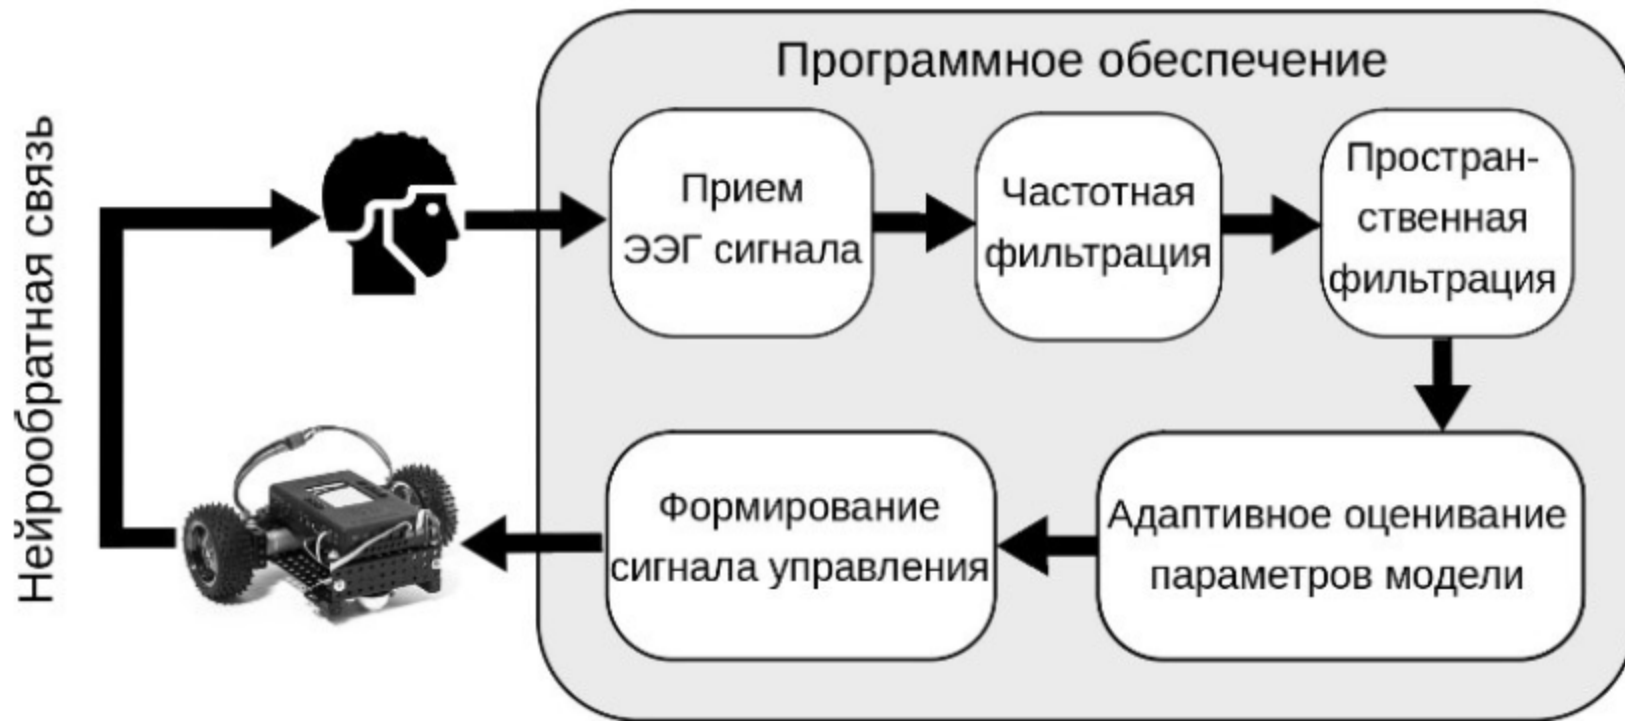 Программное обеспечение
Нейрообратная связь
Прием
ЭЭГ сигнала
Частотная
фильтрация
Простран-
ственная
фильтрация
Адаптивное оценивание
параметров модели
Формирование
сигнала управления